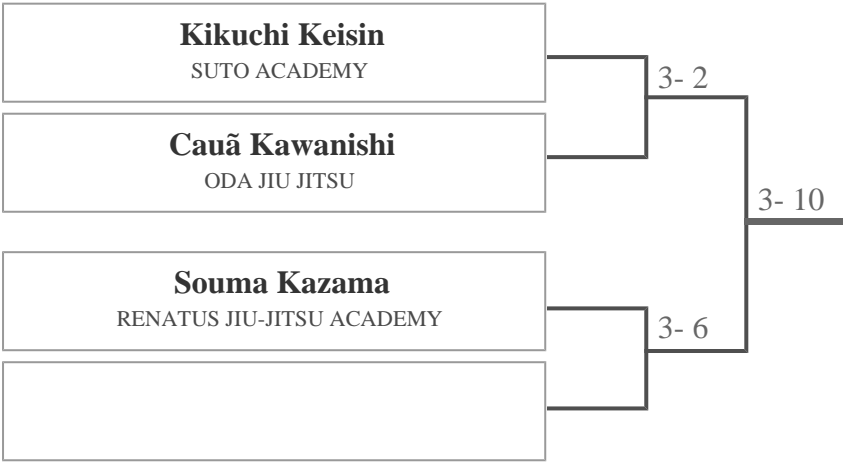 Kikuchi Keisin
SUTO ACADEMY
3- 2
Cauã Kawanishi
ODA JIU JITSU
3- 10
Souma Kazama
RENATUS JIU-JITSU ACADEMY
3- 6